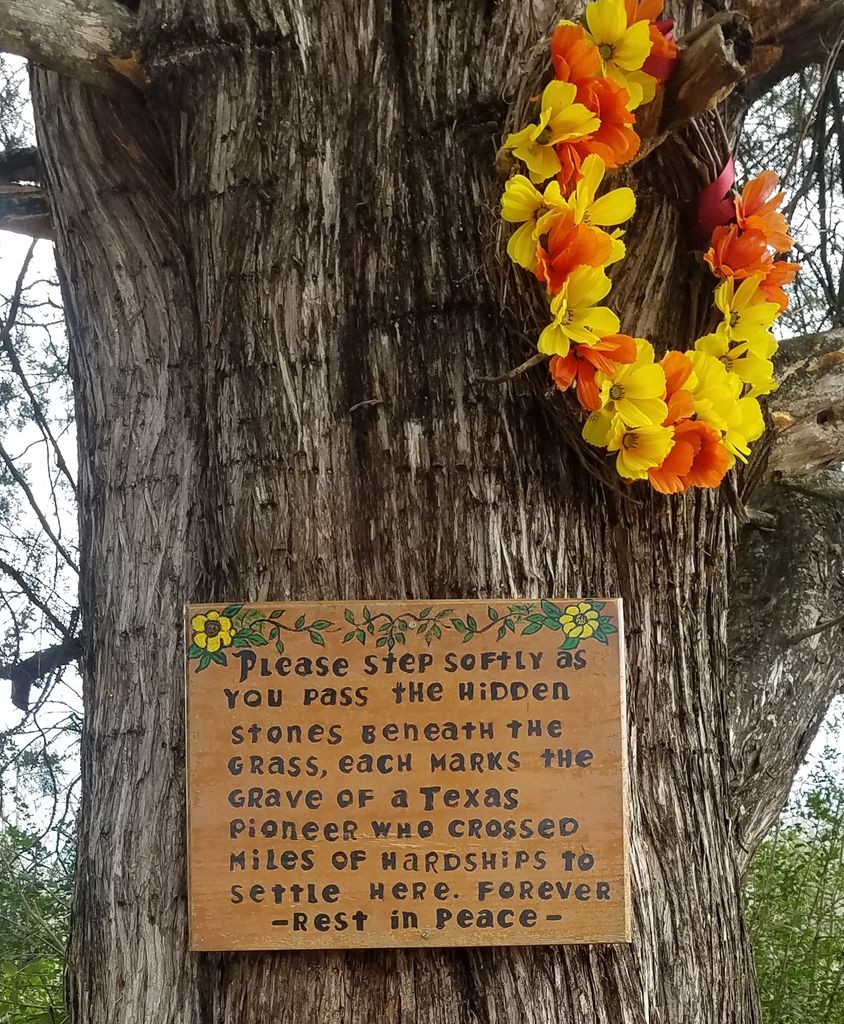 Please step softly as
you pass the hidden
stones beneath the
grass, each marks the
grave of a Texas
pioneer who crossed
miles of hardships to
settle here. Forever
-Rest in Peace-